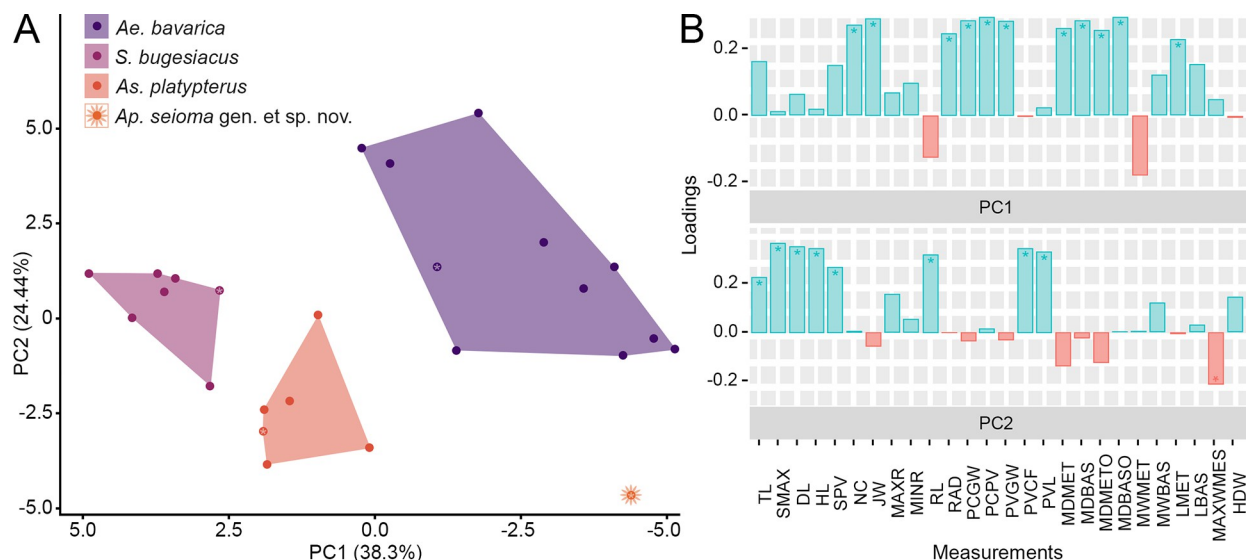 A
Ae. bavarica
S. bugesiacus
As. platypterus
Ap. seioma gen. et sp. nov.
PC2 (24.44%)
5.0
2.5
0
-2.5
-5.0
5.0 2.5 0.0 -2.5 -5.0
PC1 (38.3%)
B
Loadings
0.2
0.0
-0.2
PC1
0.2
0.0
-0.2
PC2
TL
SMAX
DL
HL
SPV
NC
JW
MAXR
MINR
RL
RAD
PCGW
PCPV
PVGW
PVCF
PVL
MDMET
MDBAS
MDMETO
MDBASO
MWMET
MWBAS
LMET
LBAS
MAXWMES
HDW
Measurements